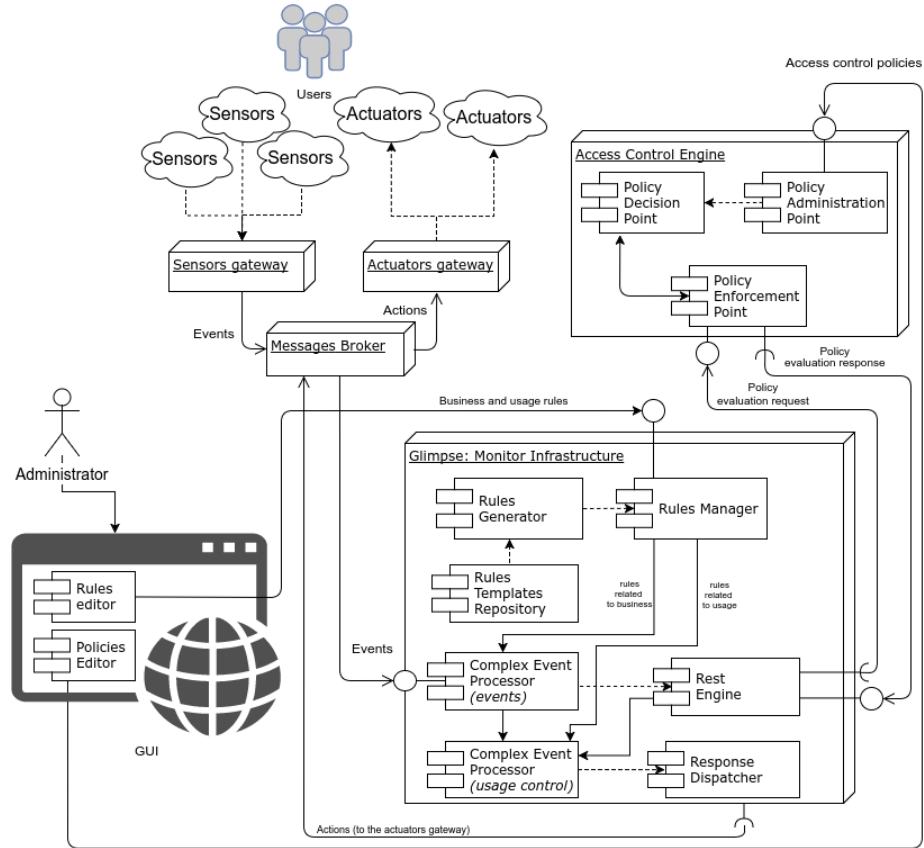 Users
Sensors
Sensors
Sensors
Actuators
Actuators
Sensors gateway
Actuators gateway
Events
Actions
Messages Broker
Access control policies
Access Control Engine
Policy
Decision
Point
Policy
Administration
Point
Policy
Enforcement
Point
Policy
evaluation response
Policy
evaluation request
Administrator
Business and usage rules
Glimpse: Monitor Infrastructure
Rules
Generator
Rules Manager
Rules
Templates
Repository
rules
related
to business
rules
related
to usage
Rules
editor
Policies
Editor
GUI
Events
Complex Event
Processor
(events)
Rest
Engine
Complex Event
Processor
(usage control)
Response
Dispatcher
Actions (to the actuators gateway)